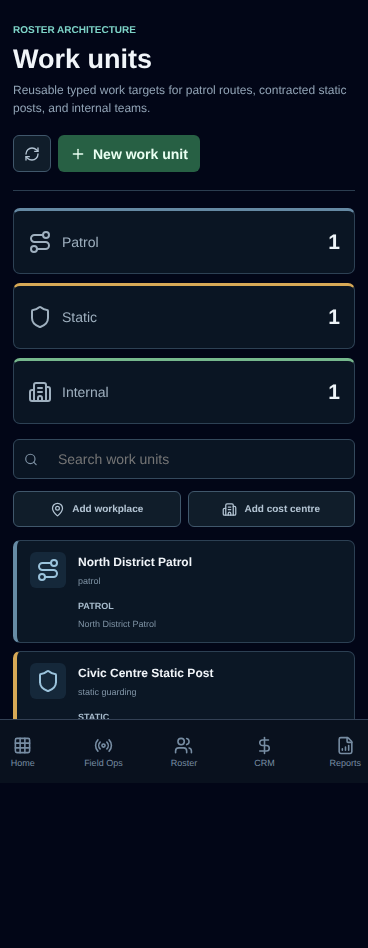 ROSTER ARCHITECTURE
Work units
Reusable typed work targets for patrol routes, contracted static
posts, and internal teams.
New work unit
Patrol 1
Static 1
Internal 1
Search work units
Add workplace Add cost centre
North District Patrol
patrol
PATROL
North District Patrol
Civic Centre Static Post
static guarding
STATIC
Home Field Ops Roster CRM Reports